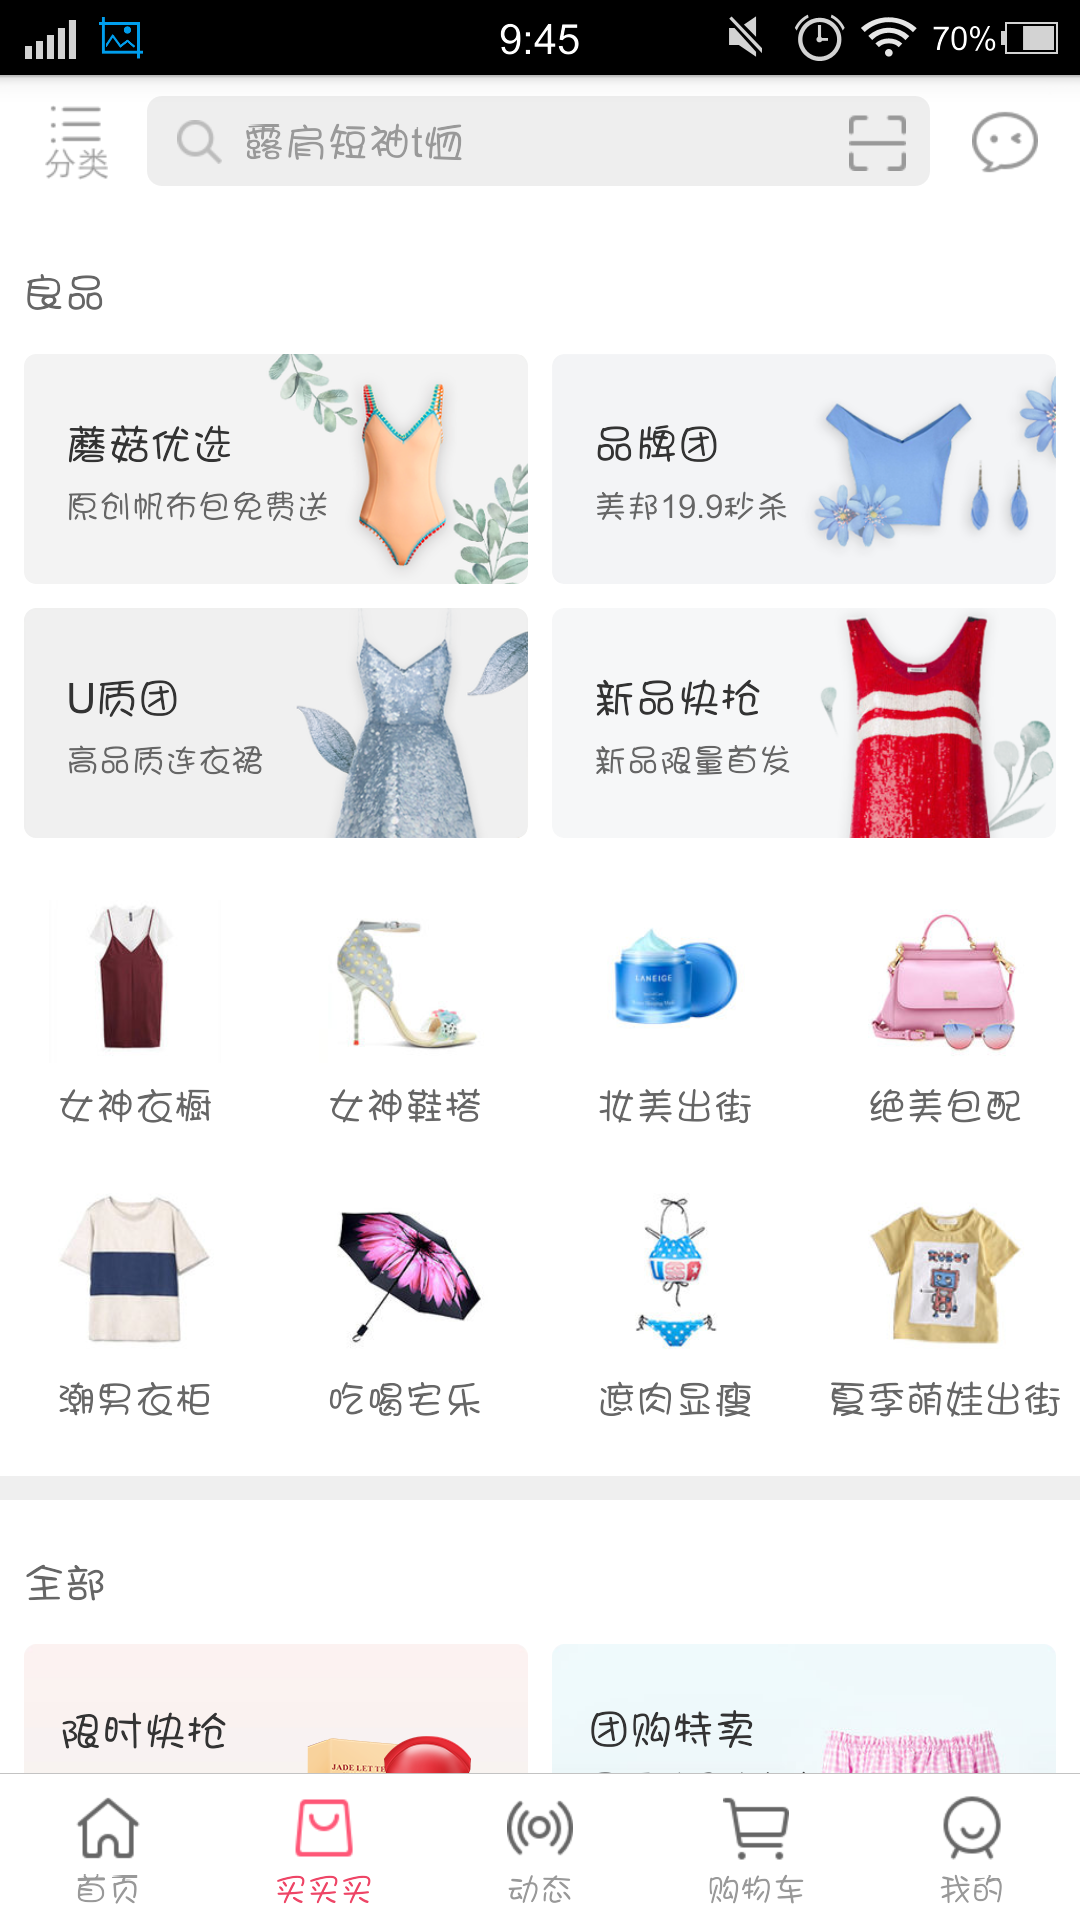 9:45
70%
分类
露肩短袖t恤
良品
蘑菇优选
原创帆布包免费送
品牌团
美邦19.9秒杀
U质团
高品质连衣裙
新品快抢
新品限量首发
LANEIGE
女神衣橱
女神鞋搭
妆美出街
绝美包配
ROBOT
潮男衣柜
吃喝宅乐
遮肉显瘦
夏季萌娃出街
全部
限时快抢
团购特卖
首页
买买买
动态
购物车
我的